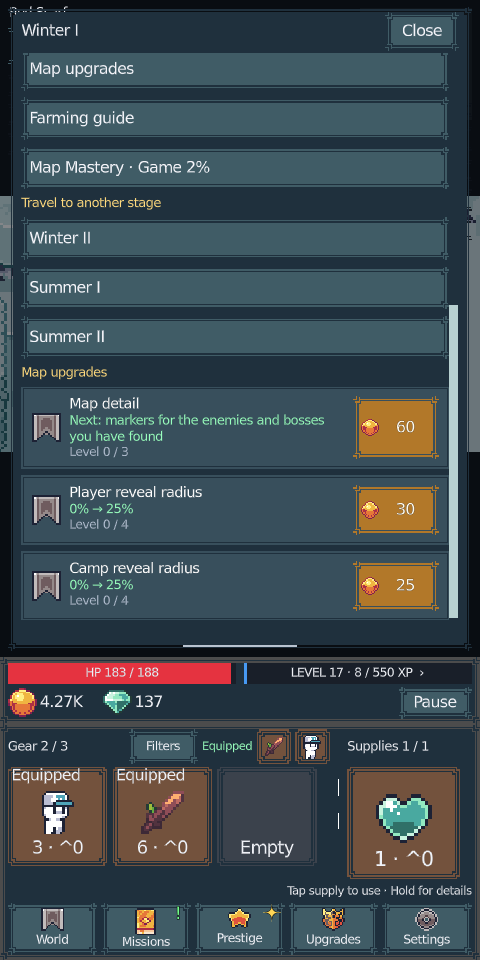 Winter I
Close
Map upgrades
Farming guide
Map Mastery · Game 2%
Travel to another stage
Winter II
Summer I
Summer II
Map upgrades
Map detail
Next: markers for the enemies and bosses
you have found
Level 0 / 3
60
Player reveal radius
0% → 25%
Level 0 / 4
30
Camp reveal radius
0% → 25%
Level 0 / 4
25
HP 183 / 188
LEVEL 17 · 8 / 550 XP ›
4.27K
137
Pause
Gear 2 / 3
Filters
Equipped
Supplies 1 / 1
Equipped
3 · ^0
Equipped
6 · ^0
Empty
1 · ^0
Tap supply to use · Hold for details
World
Missions
!
Prestige
Upgrades
Settings